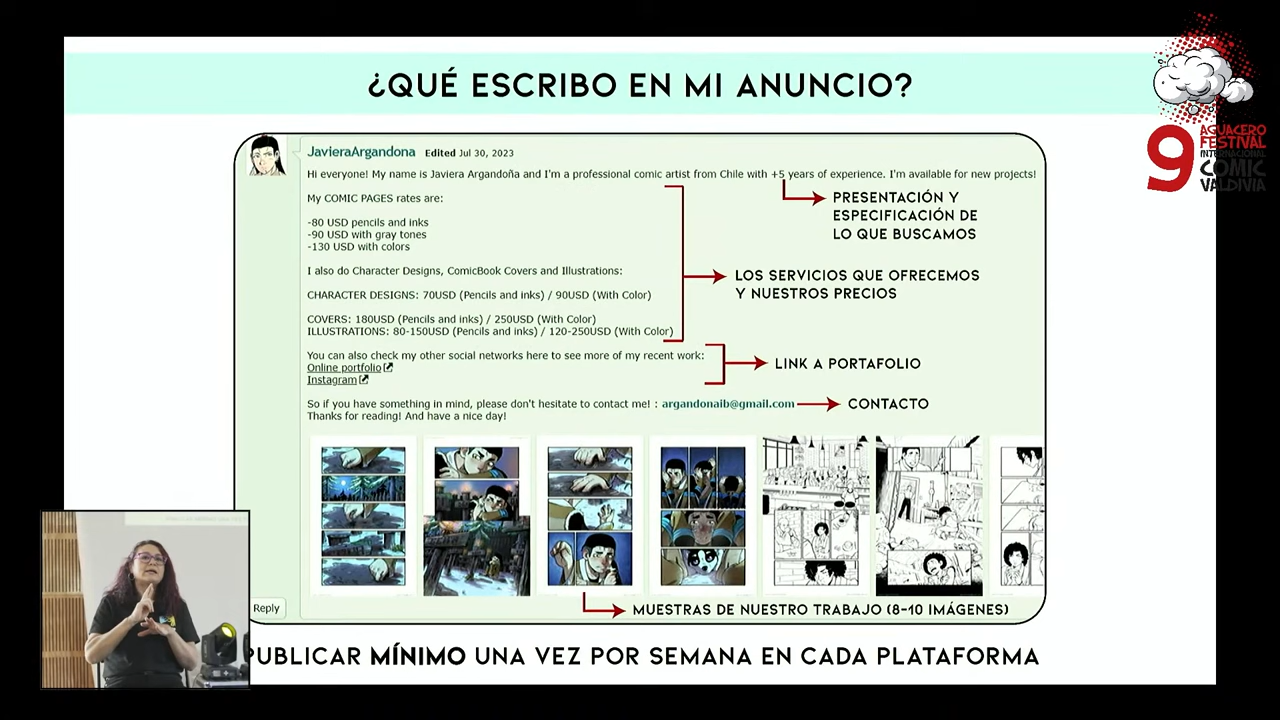 ¿QUÉ ESCRIBO EN MI ANUNCIO?
9
AGUACERO
FESTIVAL
INTERNACIONAL
COMIC
VALDIVIA
JavieraArgandona Edited Jul 30, 2023
Hi everyone! My name is Javiera Argandoña and I'm a professional comic artist from Chile with +5 years of experience. I'm available for new projects!
PRESENTACIÓN Y
ESPECIFICACIÓN DE
LO QUE BUSCAMOS
My COMIC PAGES rates are:
-80 USD pencils and inks
-90 USD with gray tones
-130 USD with colors
I also do Character Designs, ComicBook Covers and Illustrations:
CHARACTER DESIGNS: 70USD (Pencils and inks) / 90USD (With Color)
COVERS: 180USD (Pencils and inks) / 250USD (With Color)
ILLUSTRATIONS: 80-150USD (Pencils and inks) / 120-250USD (With Color)
LOS SERVICIOS QUE OFRECEMOS
Y NUESTROS PRECIOS
You can also check my other social networks here to see more of my recent work:
Online portfolio
Instagram
LINK A PORTAFOLIO
So if you have something in mind, please don't hesitate to contact me! : argandonaib@gmail.com
CONTACTO
Thanks for reading! And have a nice day!
Reply
MUESTRAS DE NUESTRO TRABAJO (8-10 IMÁGENES)
PUBLICAR MÍNIMO UNA VEZ POR SEMANA EN CADA PLATAFORMA